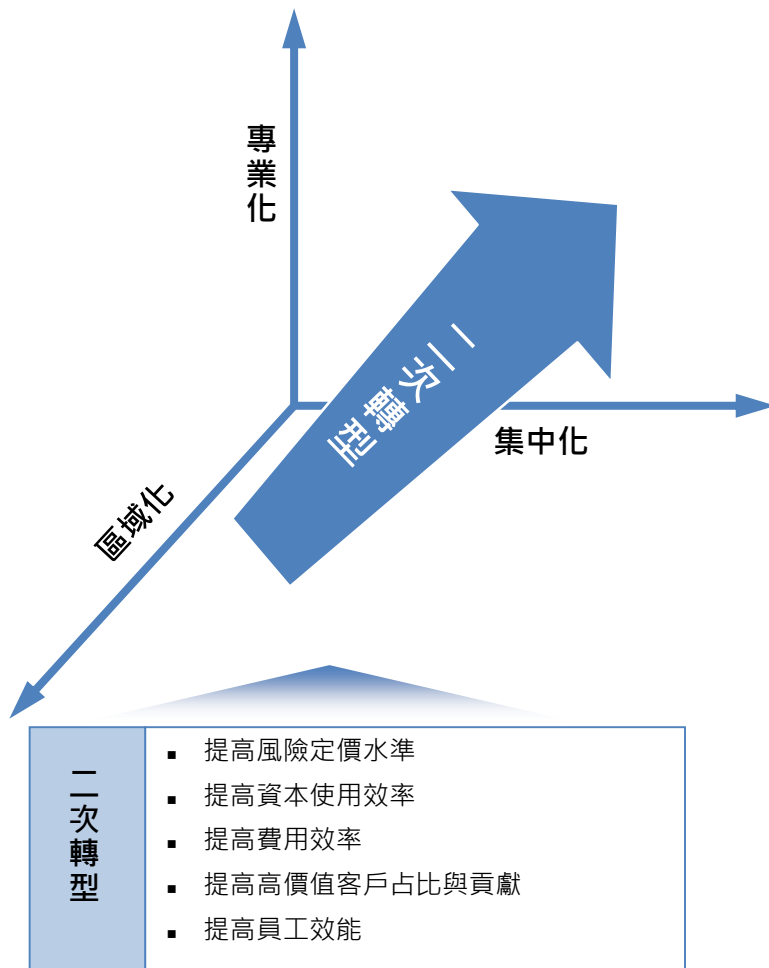 專業化
二次轉型
集中化
區域化
二次轉型
▪ 提高風險定價水準
▪ 提高資本使用效率
▪ 提高費用效率
▪ 提高高價值客戶占比與貢獻
▪ 提高員工效能